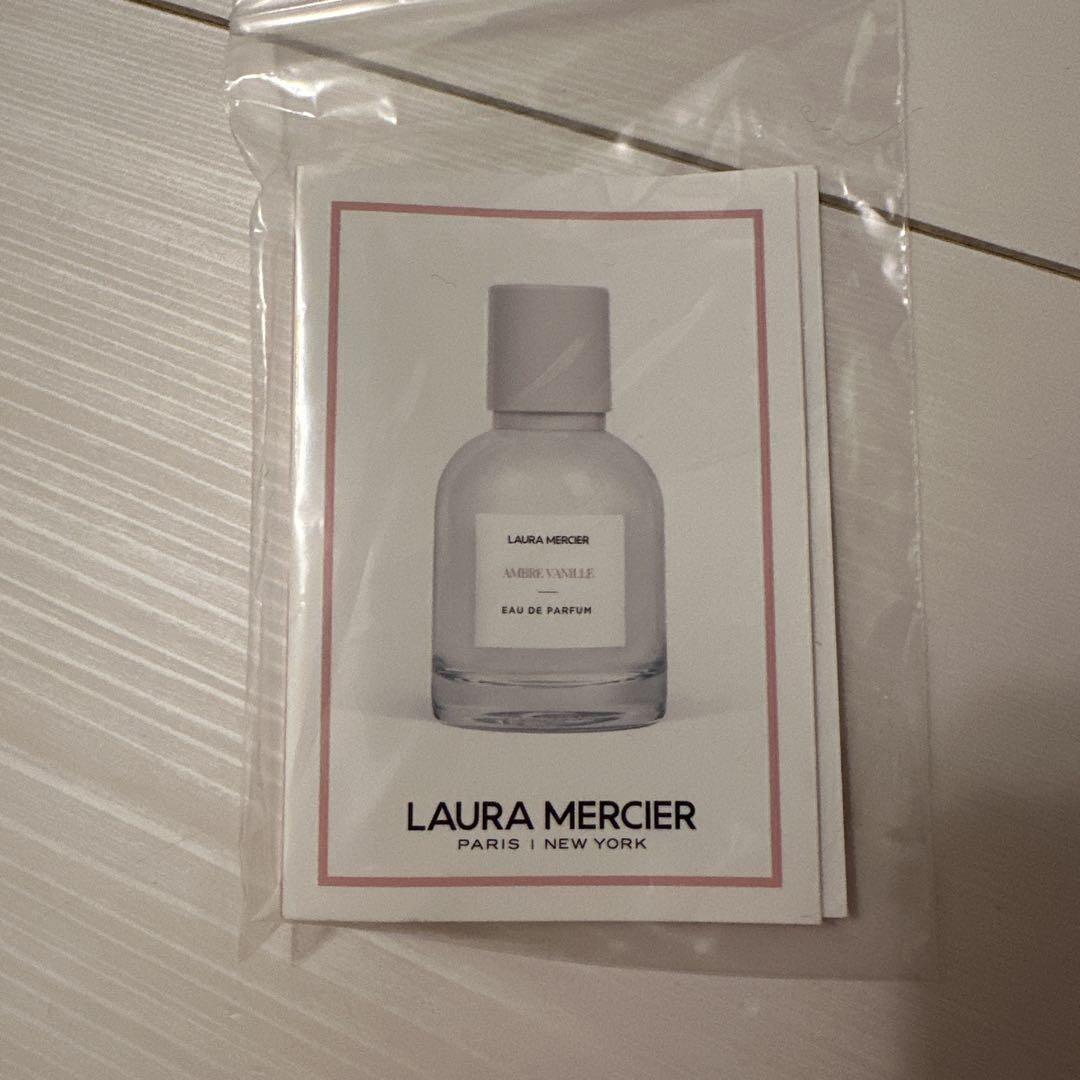 LAURA MERCIER
AMBRE VANILLE
EAU DE PARFUM
LAURA MERCIER
PARIS | NEW YORK